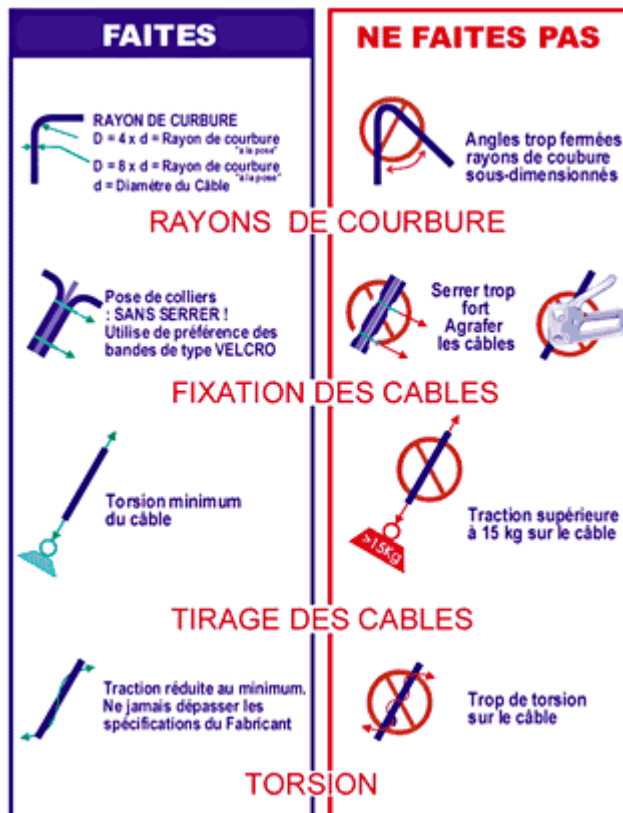 FAITES
NE FAITES PAS
RAYON DE CURBURE
D = 4 x d = Rayon de courbure
"a la pose"
D = 8 x d = Rayon de courbure
"a la pose"
d = Diamétre du Câble
Angles trop fermées
rayons de coubure
sous-dimensionnés
RAYONS DE COURBURE
Pose de colliers
: SANS SERRER !
Utilise de préférence des
bandes de type VELCRO
Serrer trop
fort
Agrafer
les câbles
FIXATION DES CABLES
Torsion minimum
du câble
>15Kg
Traction supérieure
à 15 kg sur le câble
TIRAGE DES CABLES
Traction réduite au minimum.
Ne jamais dépasser les
spécifications du Fabricant
Trop de torsion
sur le câble
TORSION